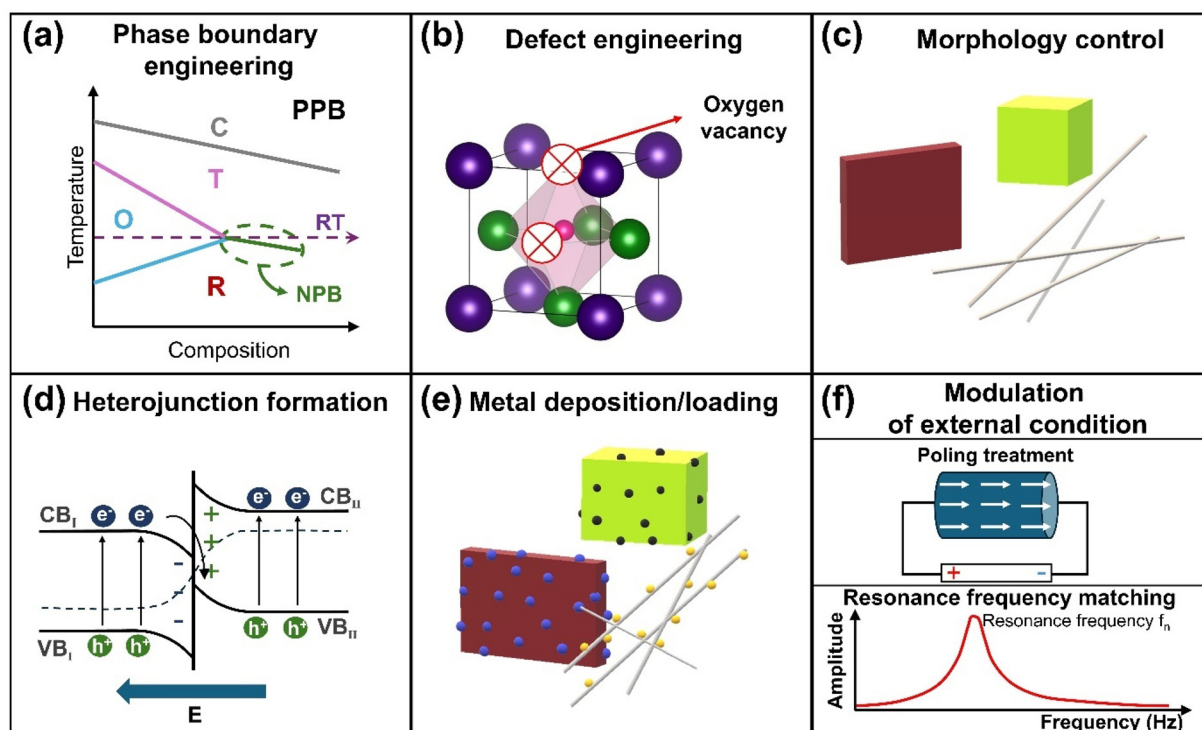 (a)
Phase boundary
engineering
PPB
C
T
O
RT
R
NPB
Temperature
Composition
(b)
Defect engineering
Oxygen
vacancy
(c)
Morphology control
(d) Heterojunction formation
CB_I
e⁻ e⁻
e⁻ e⁻
CB_II
+
+
+
-
-
-
VB_I
h⁺ h⁺
h⁺ h⁺
VB_II
E
(e) Metal deposition/loading
(f)
Modulation
of external condition
Poling treatment
+ -
Resonance frequency matching
Resonance frequency fₙ
Amplitude
Frequency (Hz)